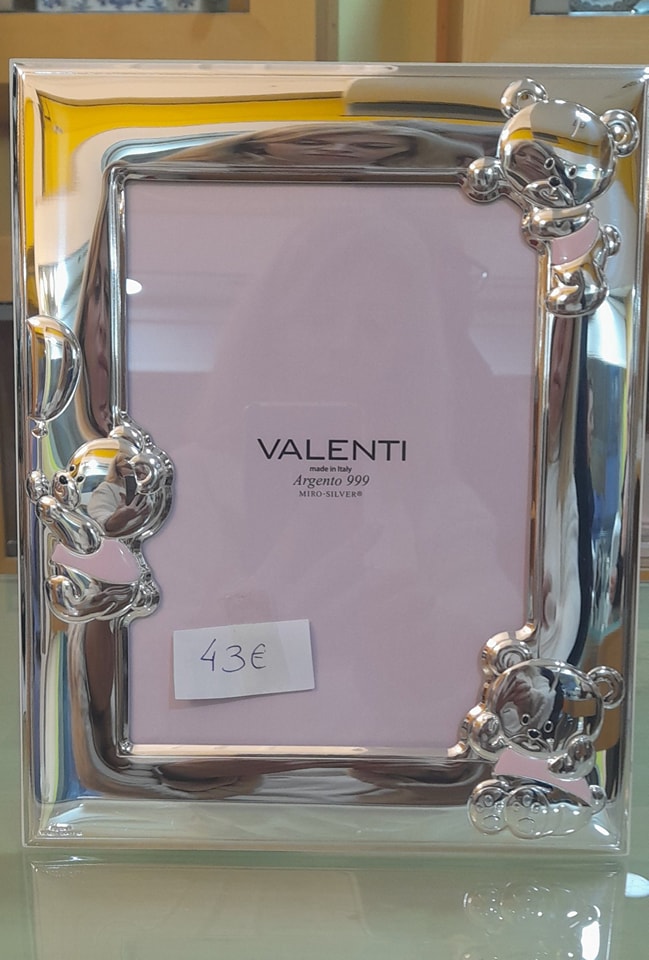 VALENTI
made in Italy
Argento 999
MIRO-SILVER®
43€